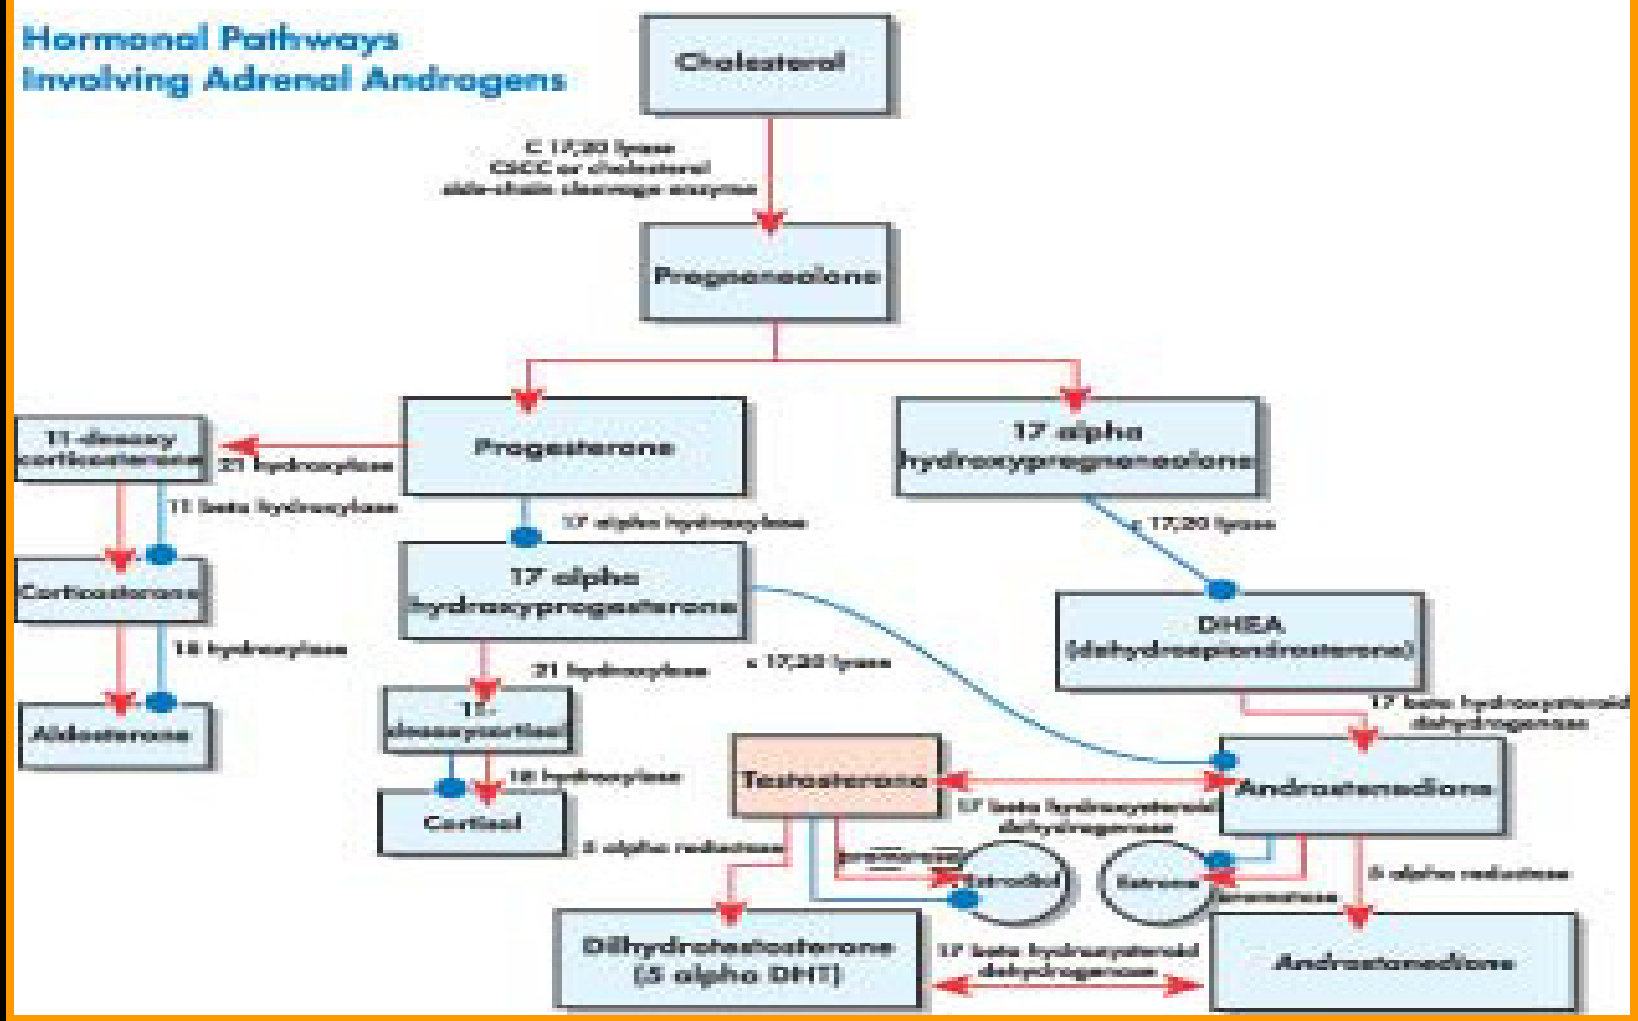 Hormonal Pathways
Involving Adrenal Androgens
Cholesterol
C 17,20 lyase
CSCC or cholesterol
side-chain cleavage enzyme
Pregneneolone
Progesterone
17 alpha
hydroxypregneneolone
11-deoxy
corticosterone
21 hydroxylase
11 beta hydroxylase
17 alpha hydroxylase
c 17,20 lyase
17 alpha
hydroxyprogesterone
Corticosterone
DHEA
(dehydroepiandrosterone)
18 hydroxylase
21 hydroxylase
c 17,20 lyase
11-
deoxycortisol
17 beta hydroxysteroid
dehydrogenase
Aldosterone
Testosterone
18 hydroxylase
Androstenedione
17 beta hydroxysteroid
dehydrogenase
Cortisol
5 alpha reductase
aromatase
Estradiol
Estrone
5 alpha reductase
aromatase
Dilhydrotestosterone
(5 alpha DHT)
17 beta hydroxysteroid
dehydrogenase
Androstanedione